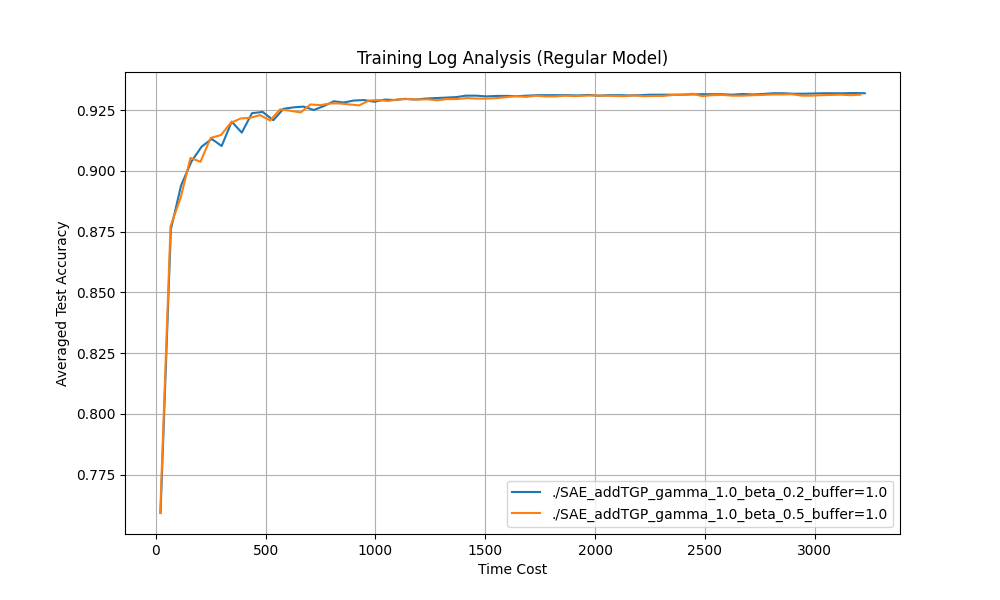 Training Log Analysis (Regular Model)
Averaged Test Accuracy
0.925
0.900
0.875
0.850
0.825
0.800
0.775
0
500
1000
1500
2000
2500
3000
Time Cost
./SAE_addTGP_gamma_1.0_beta_0.2_buffer=1.0
./SAE_addTGP_gamma_1.0_beta_0.5_buffer=1.0